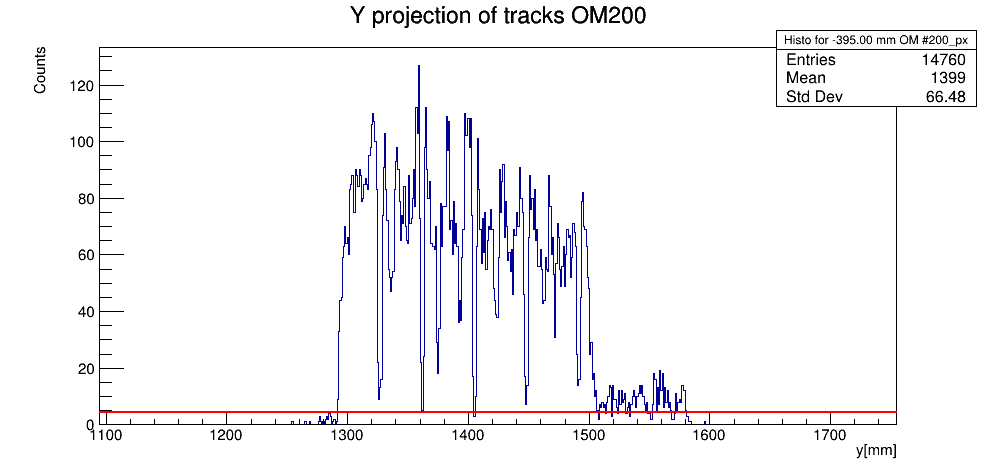 Y projection of tracks OM200
Histo for -395.00 mm OM #200_px
Entries 14760
Mean 1399
Std Dev 66.48
Counts
120
100
80
60
40
20
0
1100 1200 1300 1400 1500 1600 1700
y[mm]